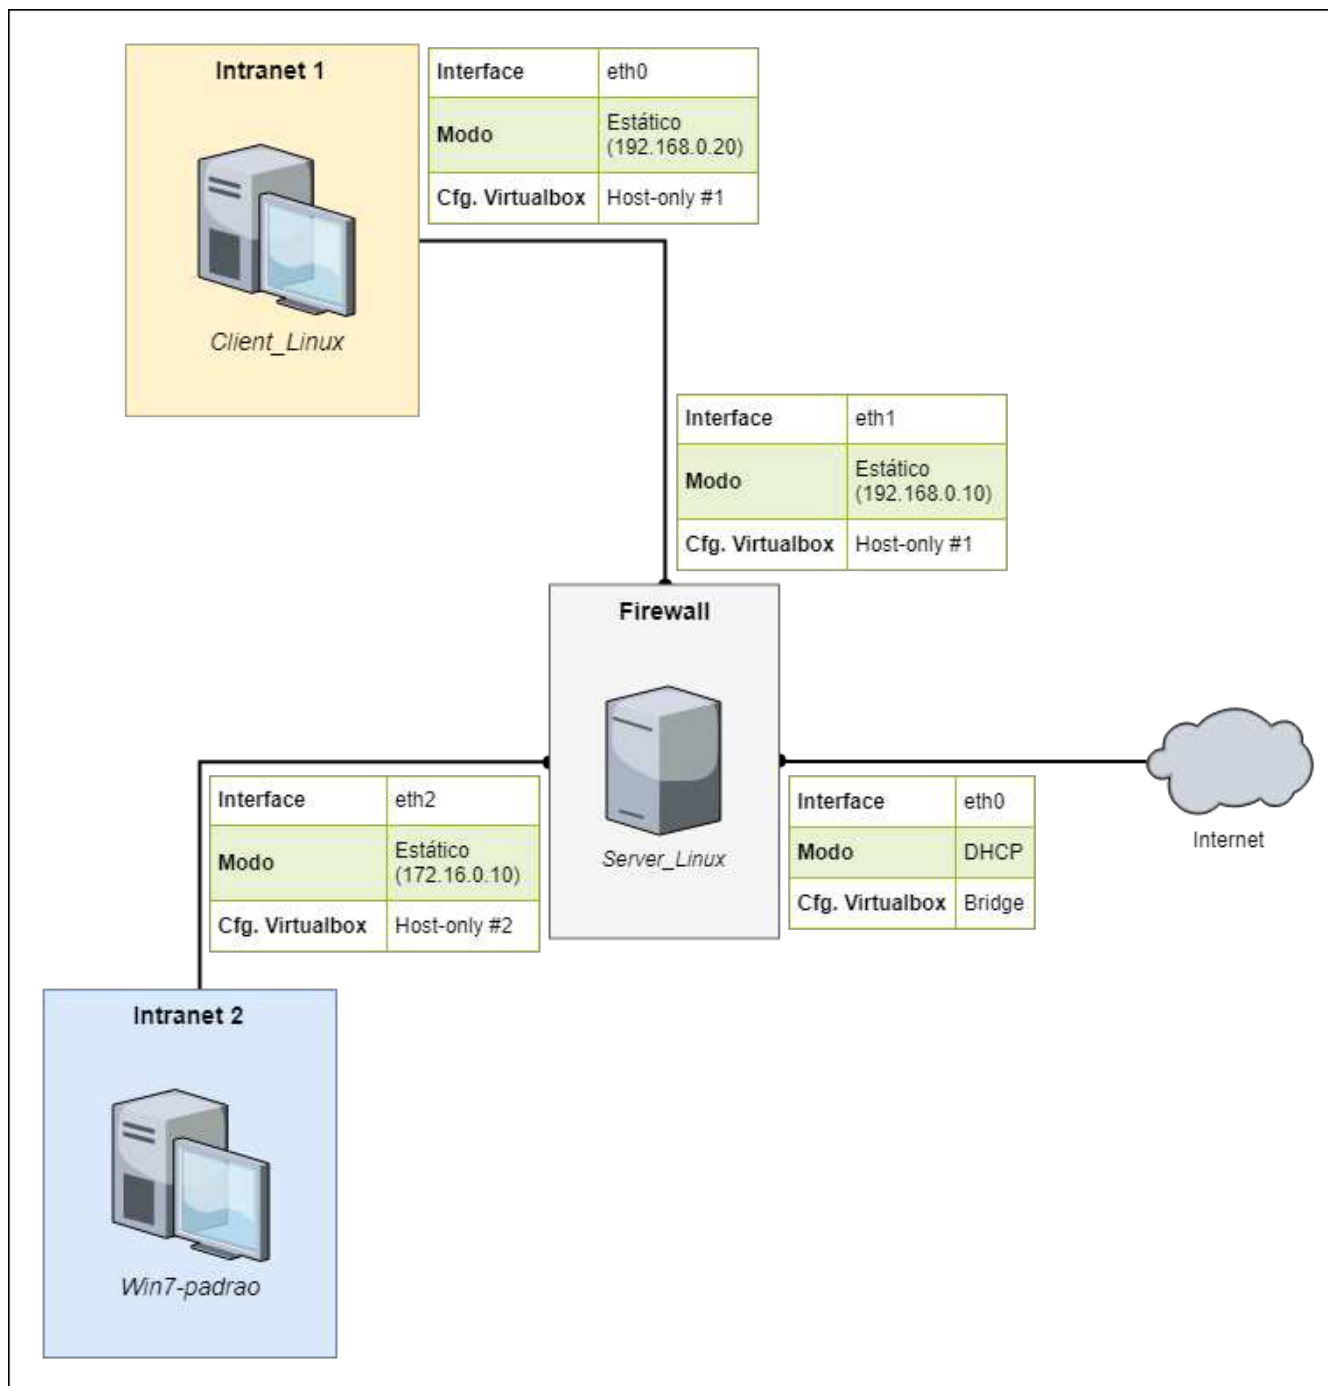 Intranet 1
Client_Linux
Interface eth0
Modo Estático
(192.168.0.20)
Cfg. Virtualbox Host-only #1
Interface eth1
Modo Estático
(192.168.0.10)
Cfg. Virtualbox Host-only #1
Firewall
Server_Linux
Interface eth2
Modo Estático
(172.16.0.10)
Cfg. Virtualbox Host-only #2
Interface eth0
Modo DHCP
Cfg. Virtualbox Bridge
Internet
Intranet 2
Win7-padrao